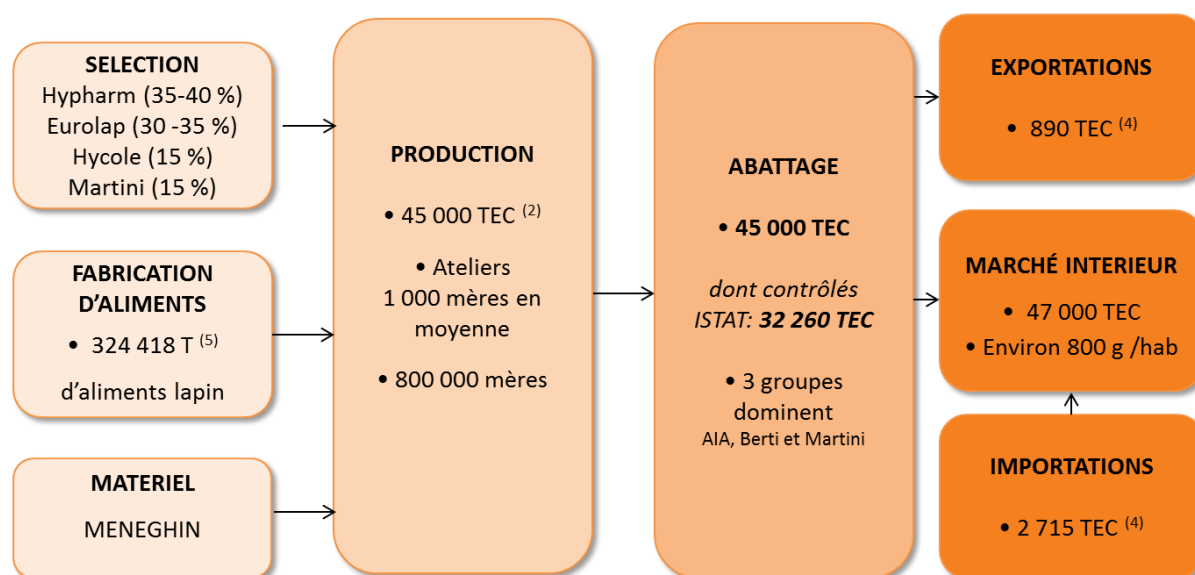 SELECTION
Hypharm (35-40 %)
Eurolap (30 -35 %)
Hycole (15 %)
Martini (15 %)
FABRICATION
D'ALIMENTS
• 324 418 T (5)
d'aliments lapin
MATERIEL
MENEGHIN
PRODUCTION
• 45 000 TEC (2)
• Ateliers
1 000 mères en
moyenne
• 800 000 mères
ABATTAGE
• 45 000 TEC
dont contrôlés
ISTAT: 32 260 TEC
• 3 groupes
dominent
AIA, Berti et Martini
EXPORTATIONS
• 890 TEC (4)
MARCHÉ INTERIEUR
• 47 000 TEC
• Environ 800 g /hab
IMPORTATIONS
• 2 715 TEC (4)